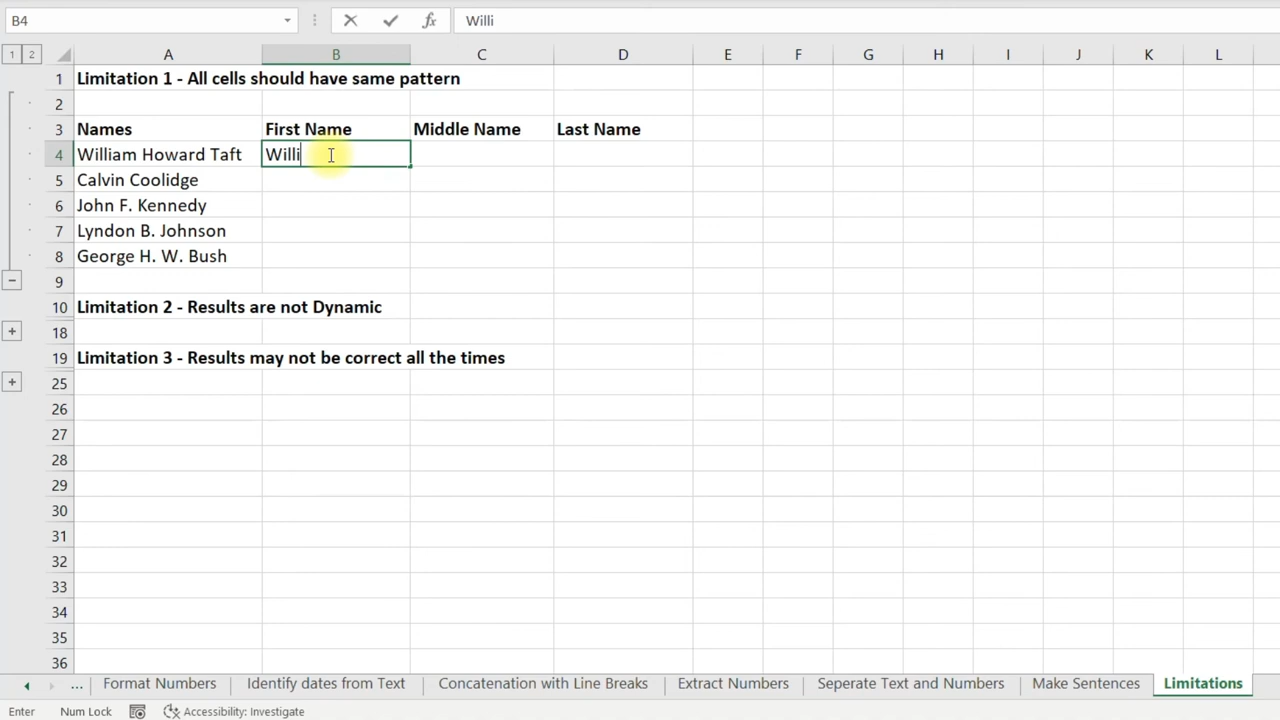 B4 Willi
1 2 A B C D E F G H I J K L
1 Limitation 1 - All cells should have same pattern
2
3 Names First Name Middle Name Last Name
4 William Howard Taft Willi
5 Calvin Coolidge
6 John F. Kennedy
7 Lyndon B. Johnson
8 George H. W. Bush
9
10 Limitation 2 - Results are not Dynamic
18
19 Limitation 3 - Results may not be correct all the times
25
26
27
28
29
30
31
32
33
34
35
36
... Format Numbers Identify dates from Text Concatenation with Line Breaks Extract Numbers Seperate Text and Numbers Make Sentences Limitations
Enter Num Lock Accessibility: Investigate